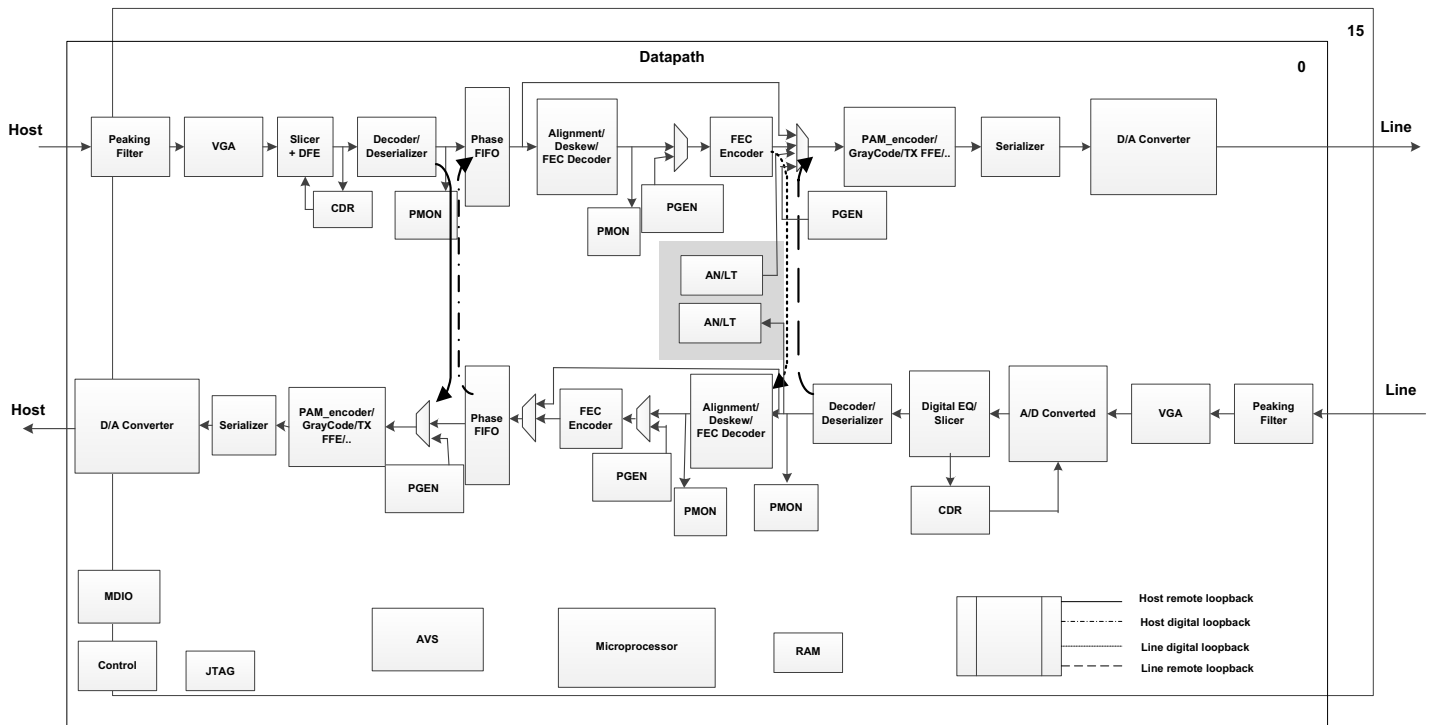 15
Datapath
0
Host
Line
Peaking
Filter
VGA
Slicer
+ DFE
Decoder/
Deserializer
Phase
FIFO
Alignment/
Deskew/
FEC Decoder
FEC
Encoder
PAM_encoder/
GrayCode/TX FFE/..
Serializer
D/A Converter
CDR
PMON
PMON
PGEN
PGEN
AN/LT
AN/LT
Host
Line
D/A Converter
Serializer
PAM_encoder/
GrayCode/TX
FFE/..
Phase
FIFO
FEC
Encoder
Alignment/
Deskew/
FEC Decoder
Decoder/
Deserializer
Digital EQ/
Slicer
A/D Converted
VGA
Peaking
Filter
PGEN
PGEN
PMON
PMON
CDR
MDIO
Control
JTAG
AVS
Microprocessor
RAM
Host remote loopback
Host digital loopback
Line digital loopback
Line remote loopback